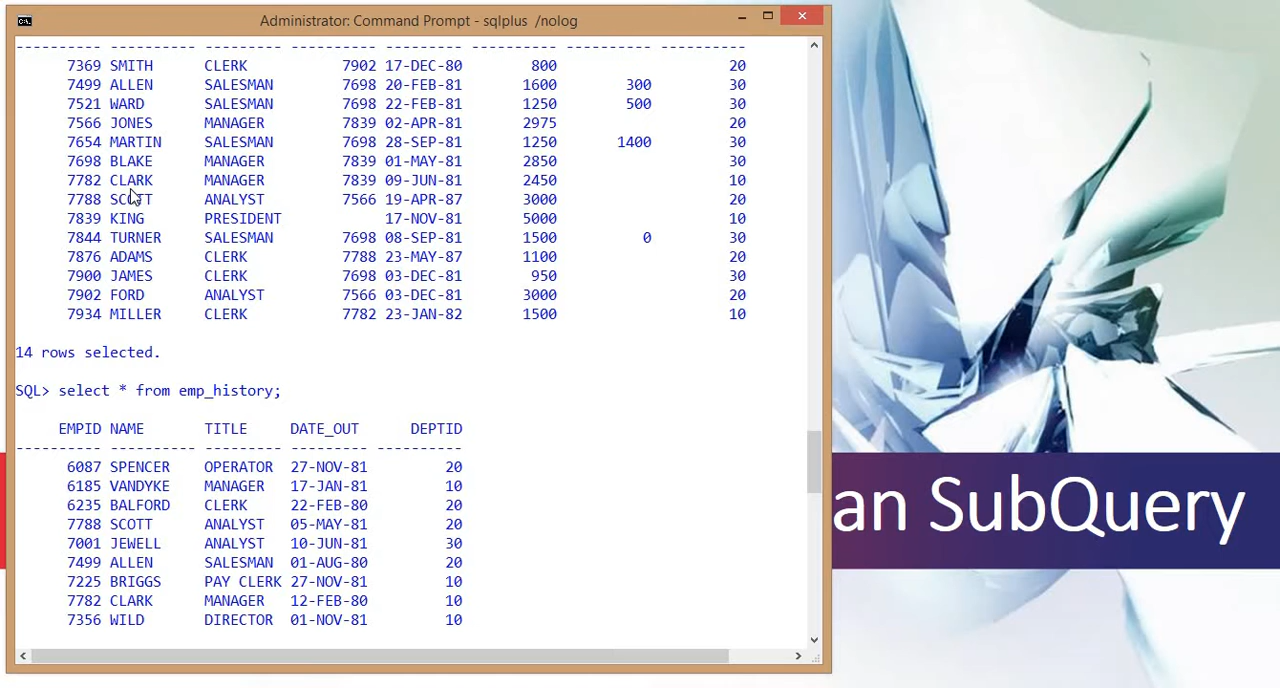 Administrator: Command Prompt - sqlplus /nolog
---------- ---------- --------- ---------- --------- ---------- ---------- ----------
7369 SMITH CLERK 7902 17-DEC-80 800 20
7499 ALLEN SALESMAN 7698 20-FEB-81 1600 300 30
7521 WARD SALESMAN 7698 22-FEB-81 1250 500 30
7566 JONES MANAGER 7839 02-APR-81 2975 20
7654 MARTIN SALESMAN 7698 28-SEP-81 1250 1400 30
7698 BLAKE MANAGER 7839 01-MAY-81 2850 30
7782 CLARK MANAGER 7839 09-JUN-81 2450 10
7788 SCOTT ANALYST 7566 19-APR-87 3000 20
7839 KING PRESIDENT 17-NOV-81 5000 10
7844 TURNER SALESMAN 7698 08-SEP-81 1500 0 30
7876 ADAMS CLERK 7788 23-MAY-87 1100 20
7900 JAMES CLERK 7698 03-DEC-81 950 30
7902 FORD ANALYST 7566 03-DEC-81 3000 20
7934 MILLER CLERK 7782 23-JAN-82 1500 10
14 rows selected.
SQL> select * from emp_history;
EMPID NAME TITLE DATE_OUT DEPTID
---------- ---------- --------- --------- ----------
6087 SPENCER OPERATOR 27-NOV-81 20
6185 VANDYKE MANAGER 17-JAN-81 10
6235 BALFORD CLERK 22-FEB-80 20
7788 SCOTT ANALYST 05-MAY-81 20
7001 JEWELL ANALYST 10-JUN-81 30
7499 ALLEN SALESMAN 01-AUG-80 20
7225 BRIGGS PAY CLERK 27-NOV-81 10
7782 CLARK MANAGER 12-FEB-80 10
7356 WILD DIRECTOR 01-NOV-81 10
an SubQuery